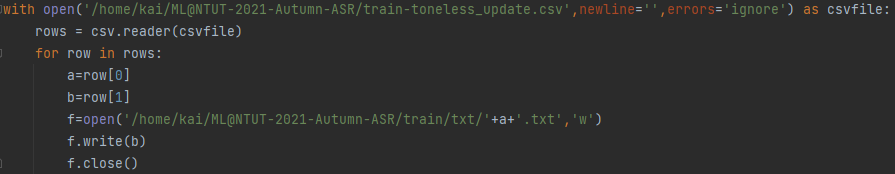 with open('/home/kai/ML@NTUT-2021-Autumn-ASR/train-toneless_update.csv',newline='',errors='ignore') as csvfile:
    rows = csv.reader(csvfile)
    for row in rows:
        a=row[0]
        b=row[1]
        f=open('/home/kai/ML@NTUT-2021-Autumn-ASR/train/txt/'+a+'.txt','w')
        f.write(b)
        f.close()